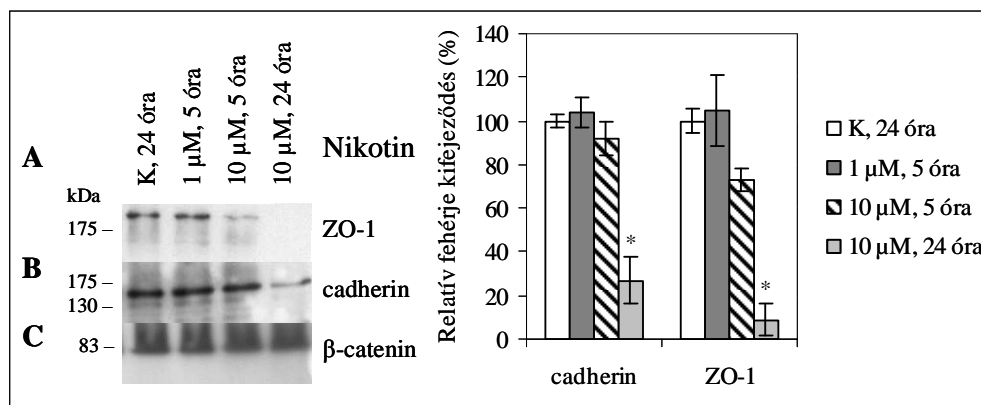 K, 24 óra
1 µM, 5 óra
10 µM, 5 óra
10 µM, 24 óra
Nikotin
A
kDa
175 –
ZO-1
B
175 –
130 –
cadherin
C
83 –
β-catenin
Relatív fehérje kifejeződés (%)
140
120
100
80
60
40
20
0
*
*
cadherin
ZO-1
K, 24 óra
1 µM, 5 óra
10 µM, 5 óra
10 µM, 24 óra